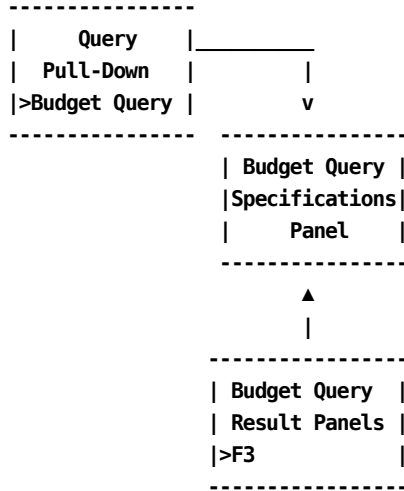 Query
Pull-Down
>Budget Query
Budget Query
Specifications
Panel
Budget Query
Result Panels
>F3